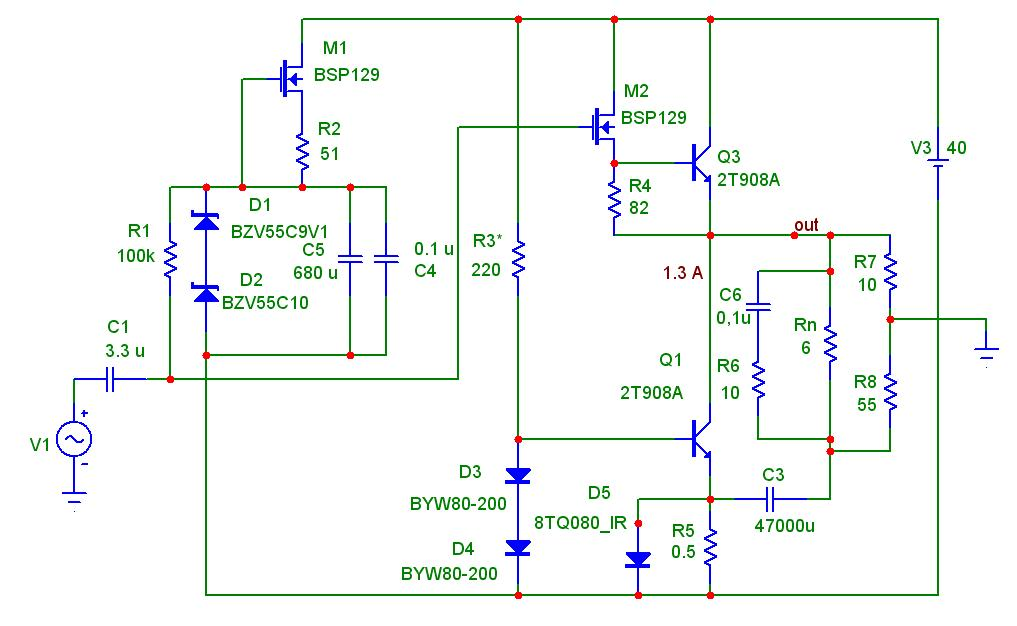 M1
BSP129
M2
BSP129
R2
51
V3 40
Q3
2T908A
R4
82
D1
BZV55C9V1
out
R1
100k
C5
680 u
0.1 u
C4
R3*
220
1.3 A
R7
10
D2
BZV55C10
C6
0,1u
Rn
6
C1
3.3 u
Q1
2T908A
R6
10
R8
55
V1
+
-
D3
BYW80-200
D5
8TQ080_IR
C3
47000u
R5
0.5
D4
BYW80-200